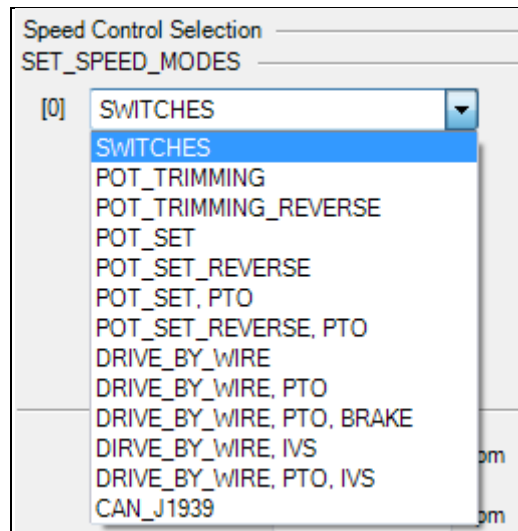 Speed Control Selection
SET_SPEED_MODES
[0] SWITCHES
SWITCHES
POT_TRIMMING
POT_TRIMMING_REVERSE
POT_SET
POT_SET_REVERSE
POT_SET, PTO
POT_SET_REVERSE, PTO
DRIVE_BY_WIRE
DRIVE_BY_WIRE, PTO
DRIVE_BY_WIRE, PTO, BRAKE
DIRVE_BY_WIRE, IVS
DRIVE_BY_WIRE, PTO, IVS
CAN_J1939